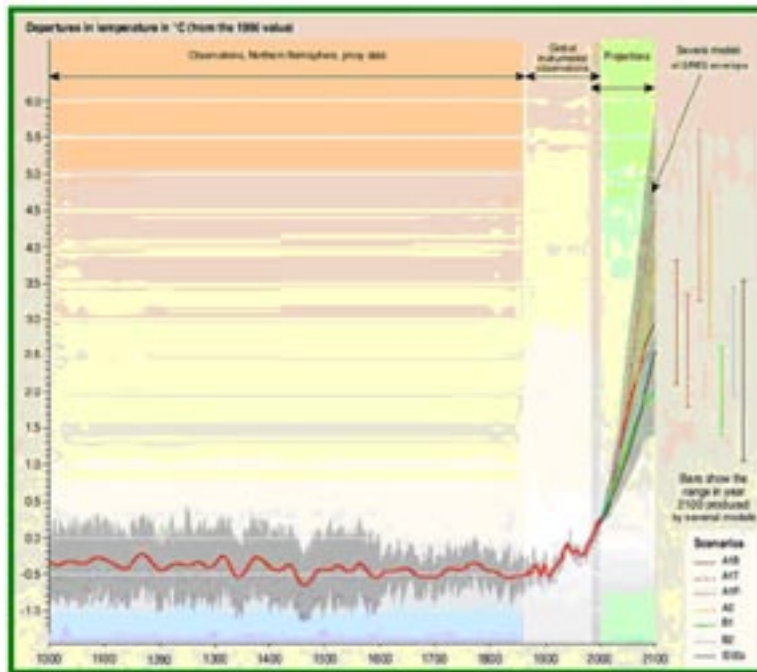 Departures in temperature in °C (from the 1990 value)
Observations, Northern Hemisphere, proxy data
Global
instrumental
observations
Projections
Several models
all SRES envelope
6.0
5.5
5.0
4.5
4.0
3.5
3.0
2.5
2.0
1.5
1.0
0.5
0.0
-0.5
-1.0
Bars show the
range in year
2100 produced
by several models
Scenarios
A1B
A1T
A1FI
A2
B1
B2
IS92a
1000 1100 1200 1300 1400 1500 1600 1700 1800 1900 2000 2100